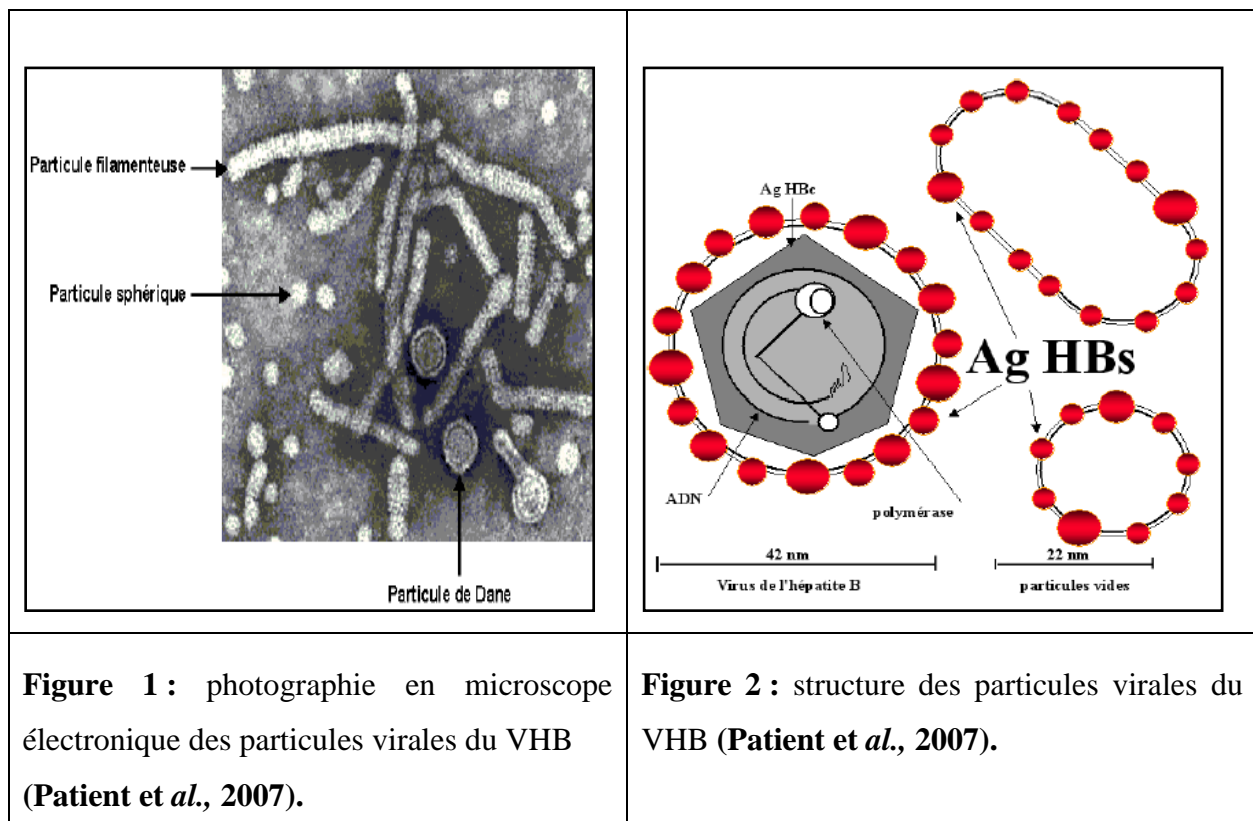 Particule filamenteuse
Particule sphérique
Particule de Dane
Ag HBc
Ag HBs
ADN
polymérase
42 nm
Virus de l'hépatite B
22 nm
particules vides
Figure 1 : photographie en microscope
électronique des particules virales du VHB
(Patient et al., 2007).
Figure 2 : structure des particules virales du
VHB (Patient et al., 2007).